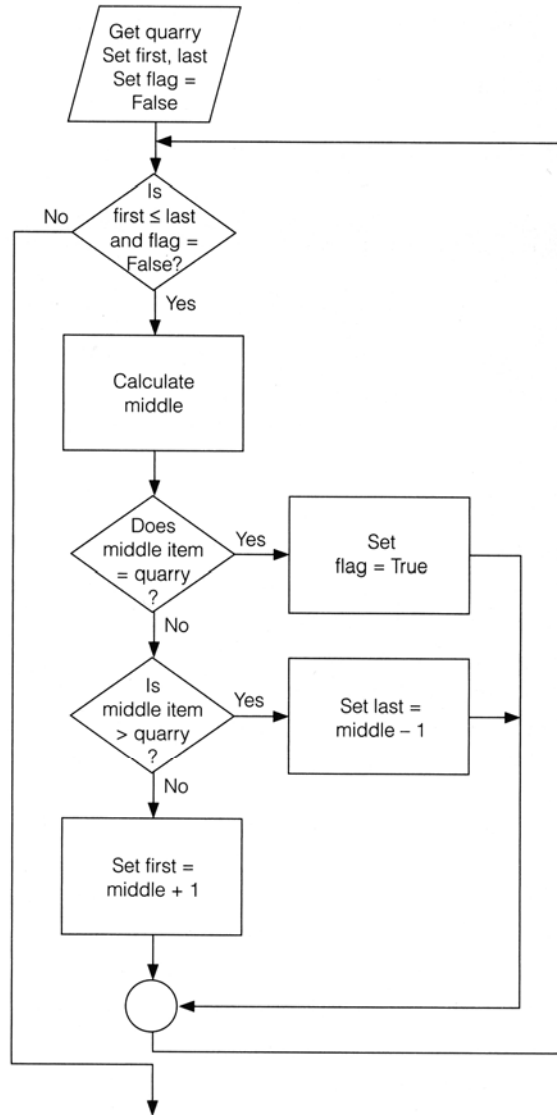 Get quarry
Set first, last
Set flag =
False
Is
first ≤ last
and flag =
False?
No
Yes
Calculate
middle
Does
middle item
= quarry
?
Yes
Set
flag = True
No
Is
middle item
> quarry
?
Yes
Set last =
middle – 1
No
Set first =
middle + 1